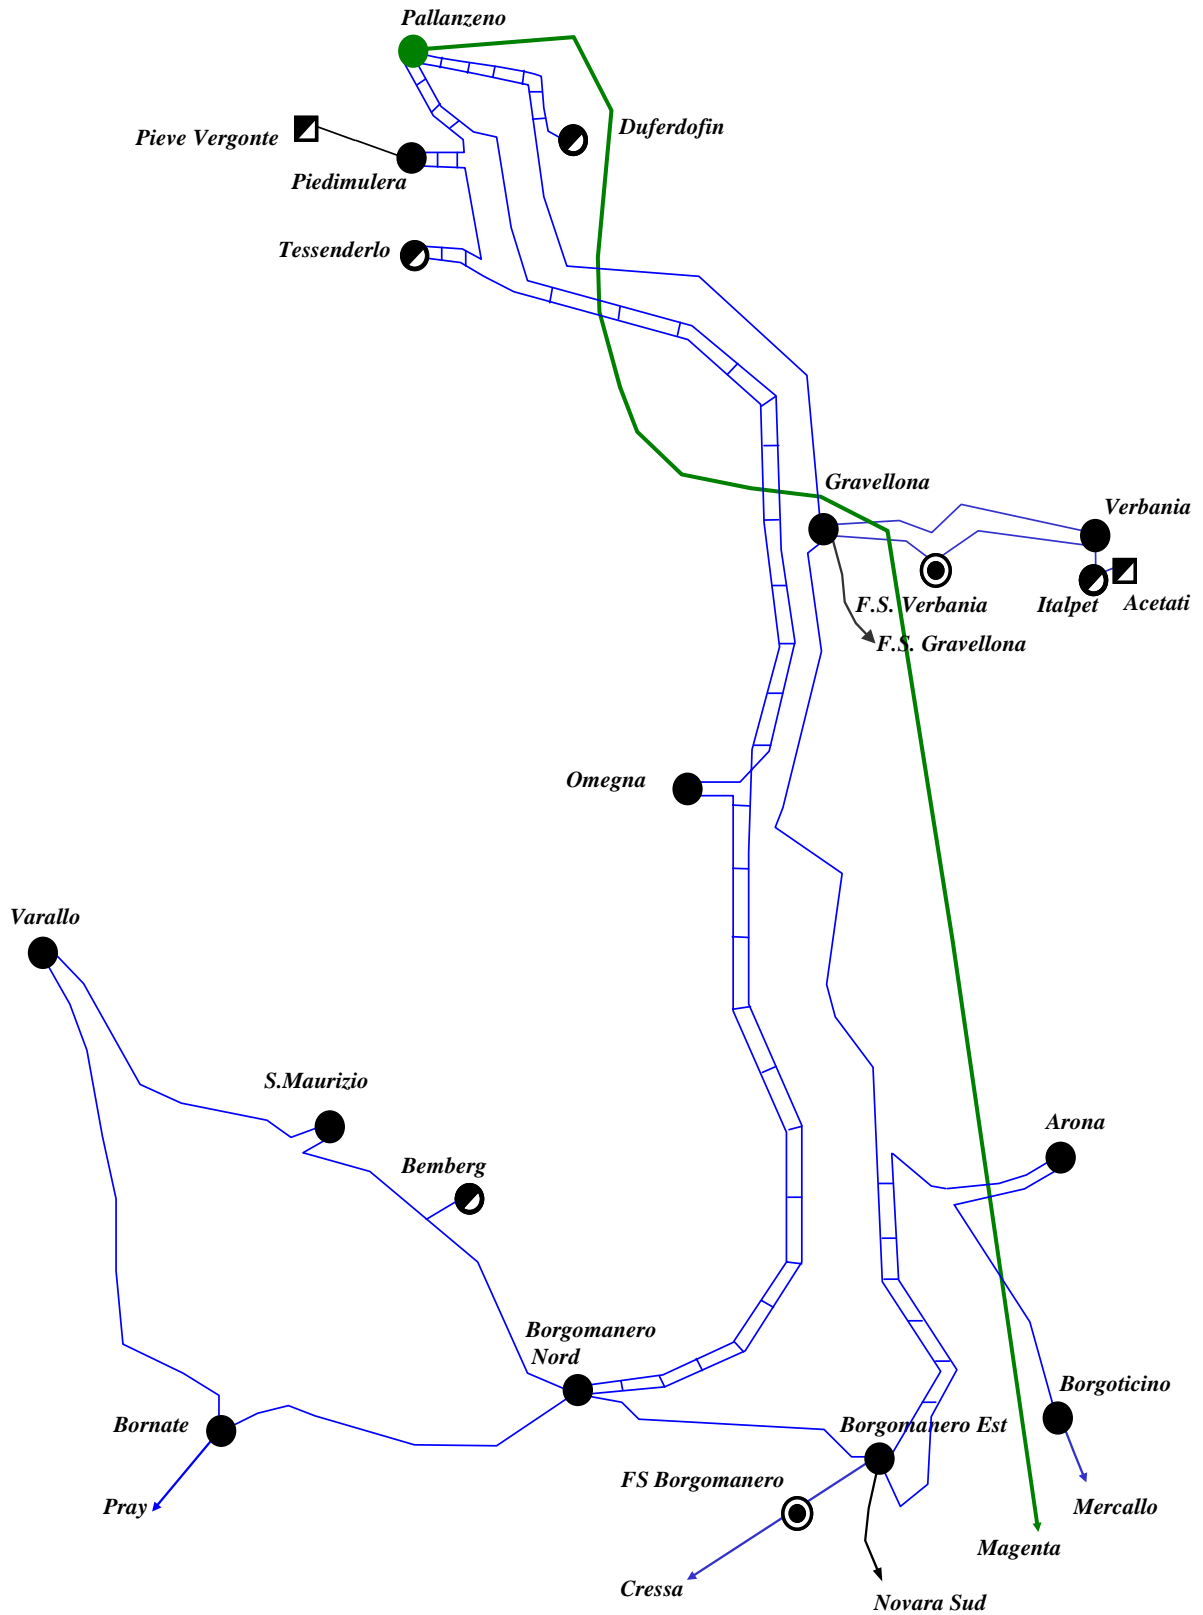 Pallanzeno
Duferdofin
Pieve Vergonte
Piedimulera
Tessenderlo
Gravellona
Verbania
F.S. Verbania
Italpet
Acetati
F.S. Gravellona
Omegna
Varallo
S.Maurizio
Arona
Bemberg
Borgomanero
Nord
Borgoticino
Bornate
Borgomanero Est
FS Borgomanero
Pray
Mercallo
Magenta
Cressa
Novara Sud